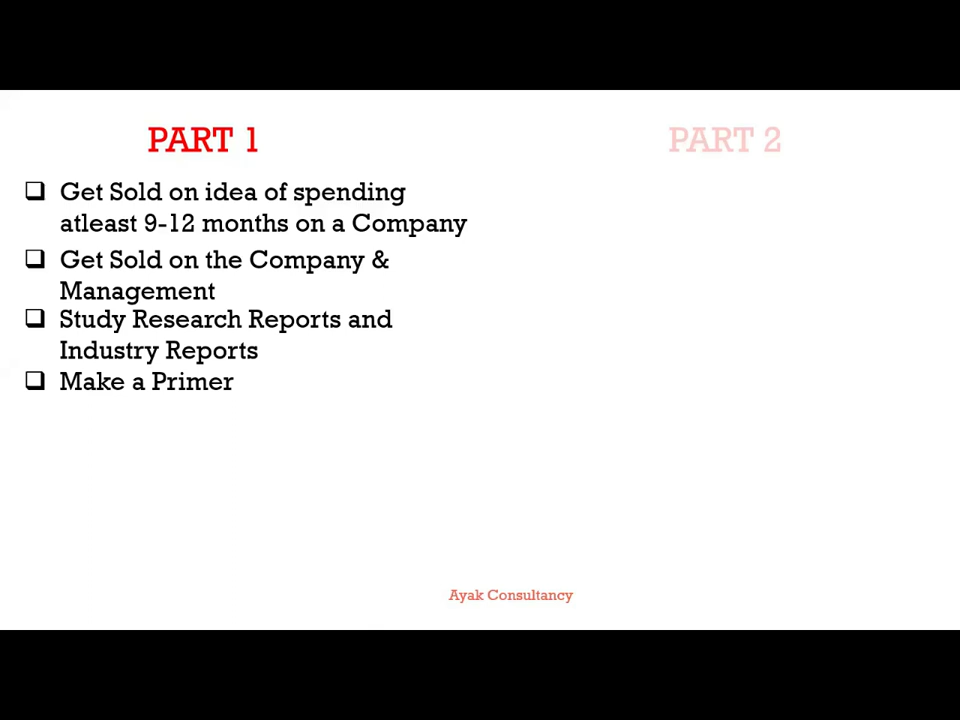 PART 1
PART 2
❑ Get Sold on idea of spending
atleast 9-12 months on a Company
❑ Get Sold on the Company &
Management
❑ Study Research Reports and
Industry Reports
❑ Make a Primer
Ayak Consultancy